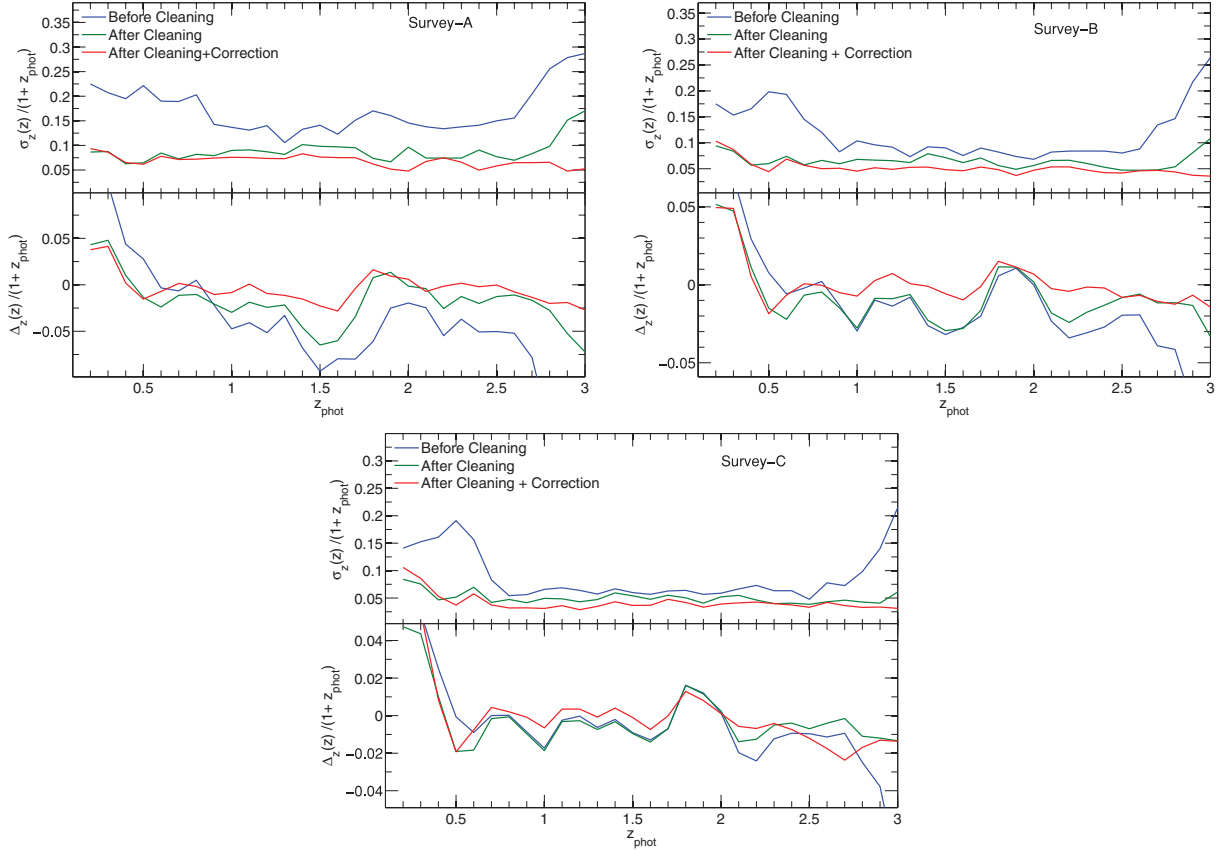 Before Cleaning
After Cleaning
After Cleaning+Correction
Survey-A
σz(z) /(1+ zphot)
0.35
0.3
0.25
0.2
0.15
0.1
0.05
Δz(z) /(1+ zphot)
0.05
0
−0.05
0.5
1
1.5
2
2.5
3
zphot
Before Cleaning
After Cleaning
After Cleaning + Correction
Survey-B
σz(z) /(1+ zphot)
0.35
0.3
0.25
0.2
0.15
0.1
0.05
Δz(z) /(1+ zphot)
0.05
0
−0.05
0.5
1
1.5
2
2.5
3
zphot
Before Cleaning
After Cleaning
After Cleaning + Correction
Survey-C
σz(z) /(1+ zphot)
0.3
0.25
0.2
0.15
0.1
0.05
Δz(z) /(1+ zphot)
0.04
0.02
0
−0.02
−0.04
0.5
1
1.5
2
2.5
3
zphot